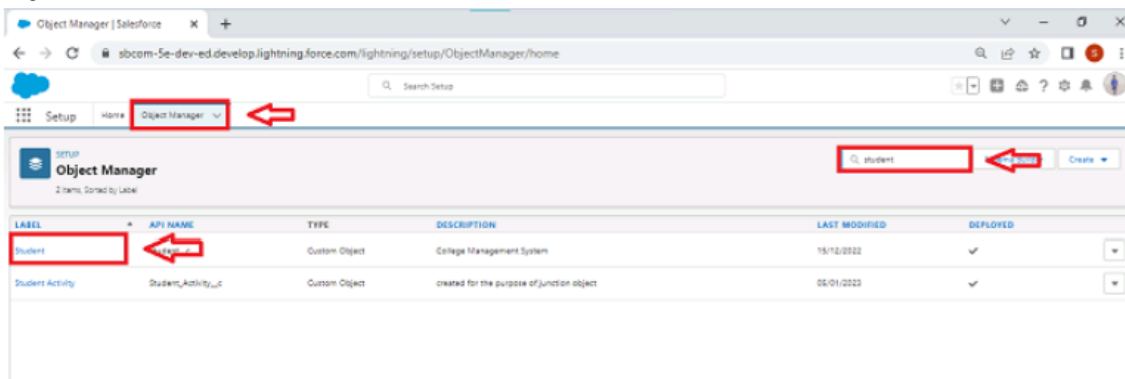 Object Manager | Salesforce
sbcom-5e-dev-ed.develop.lightning.force.com/lightning/setup/ObjectManager/home
S
Search Setup
Setup Home Object Manager
SETUP
Object Manager
2 Items, Sorted by Label
student
Create
LABEL API NAME TYPE DESCRIPTION LAST MODIFIED DEPLOYED
Student Custom Object College Management System 15/12/2022
Student Activity Student_Activity__c Custom Object created for the purpose of junction object 05/01/2023